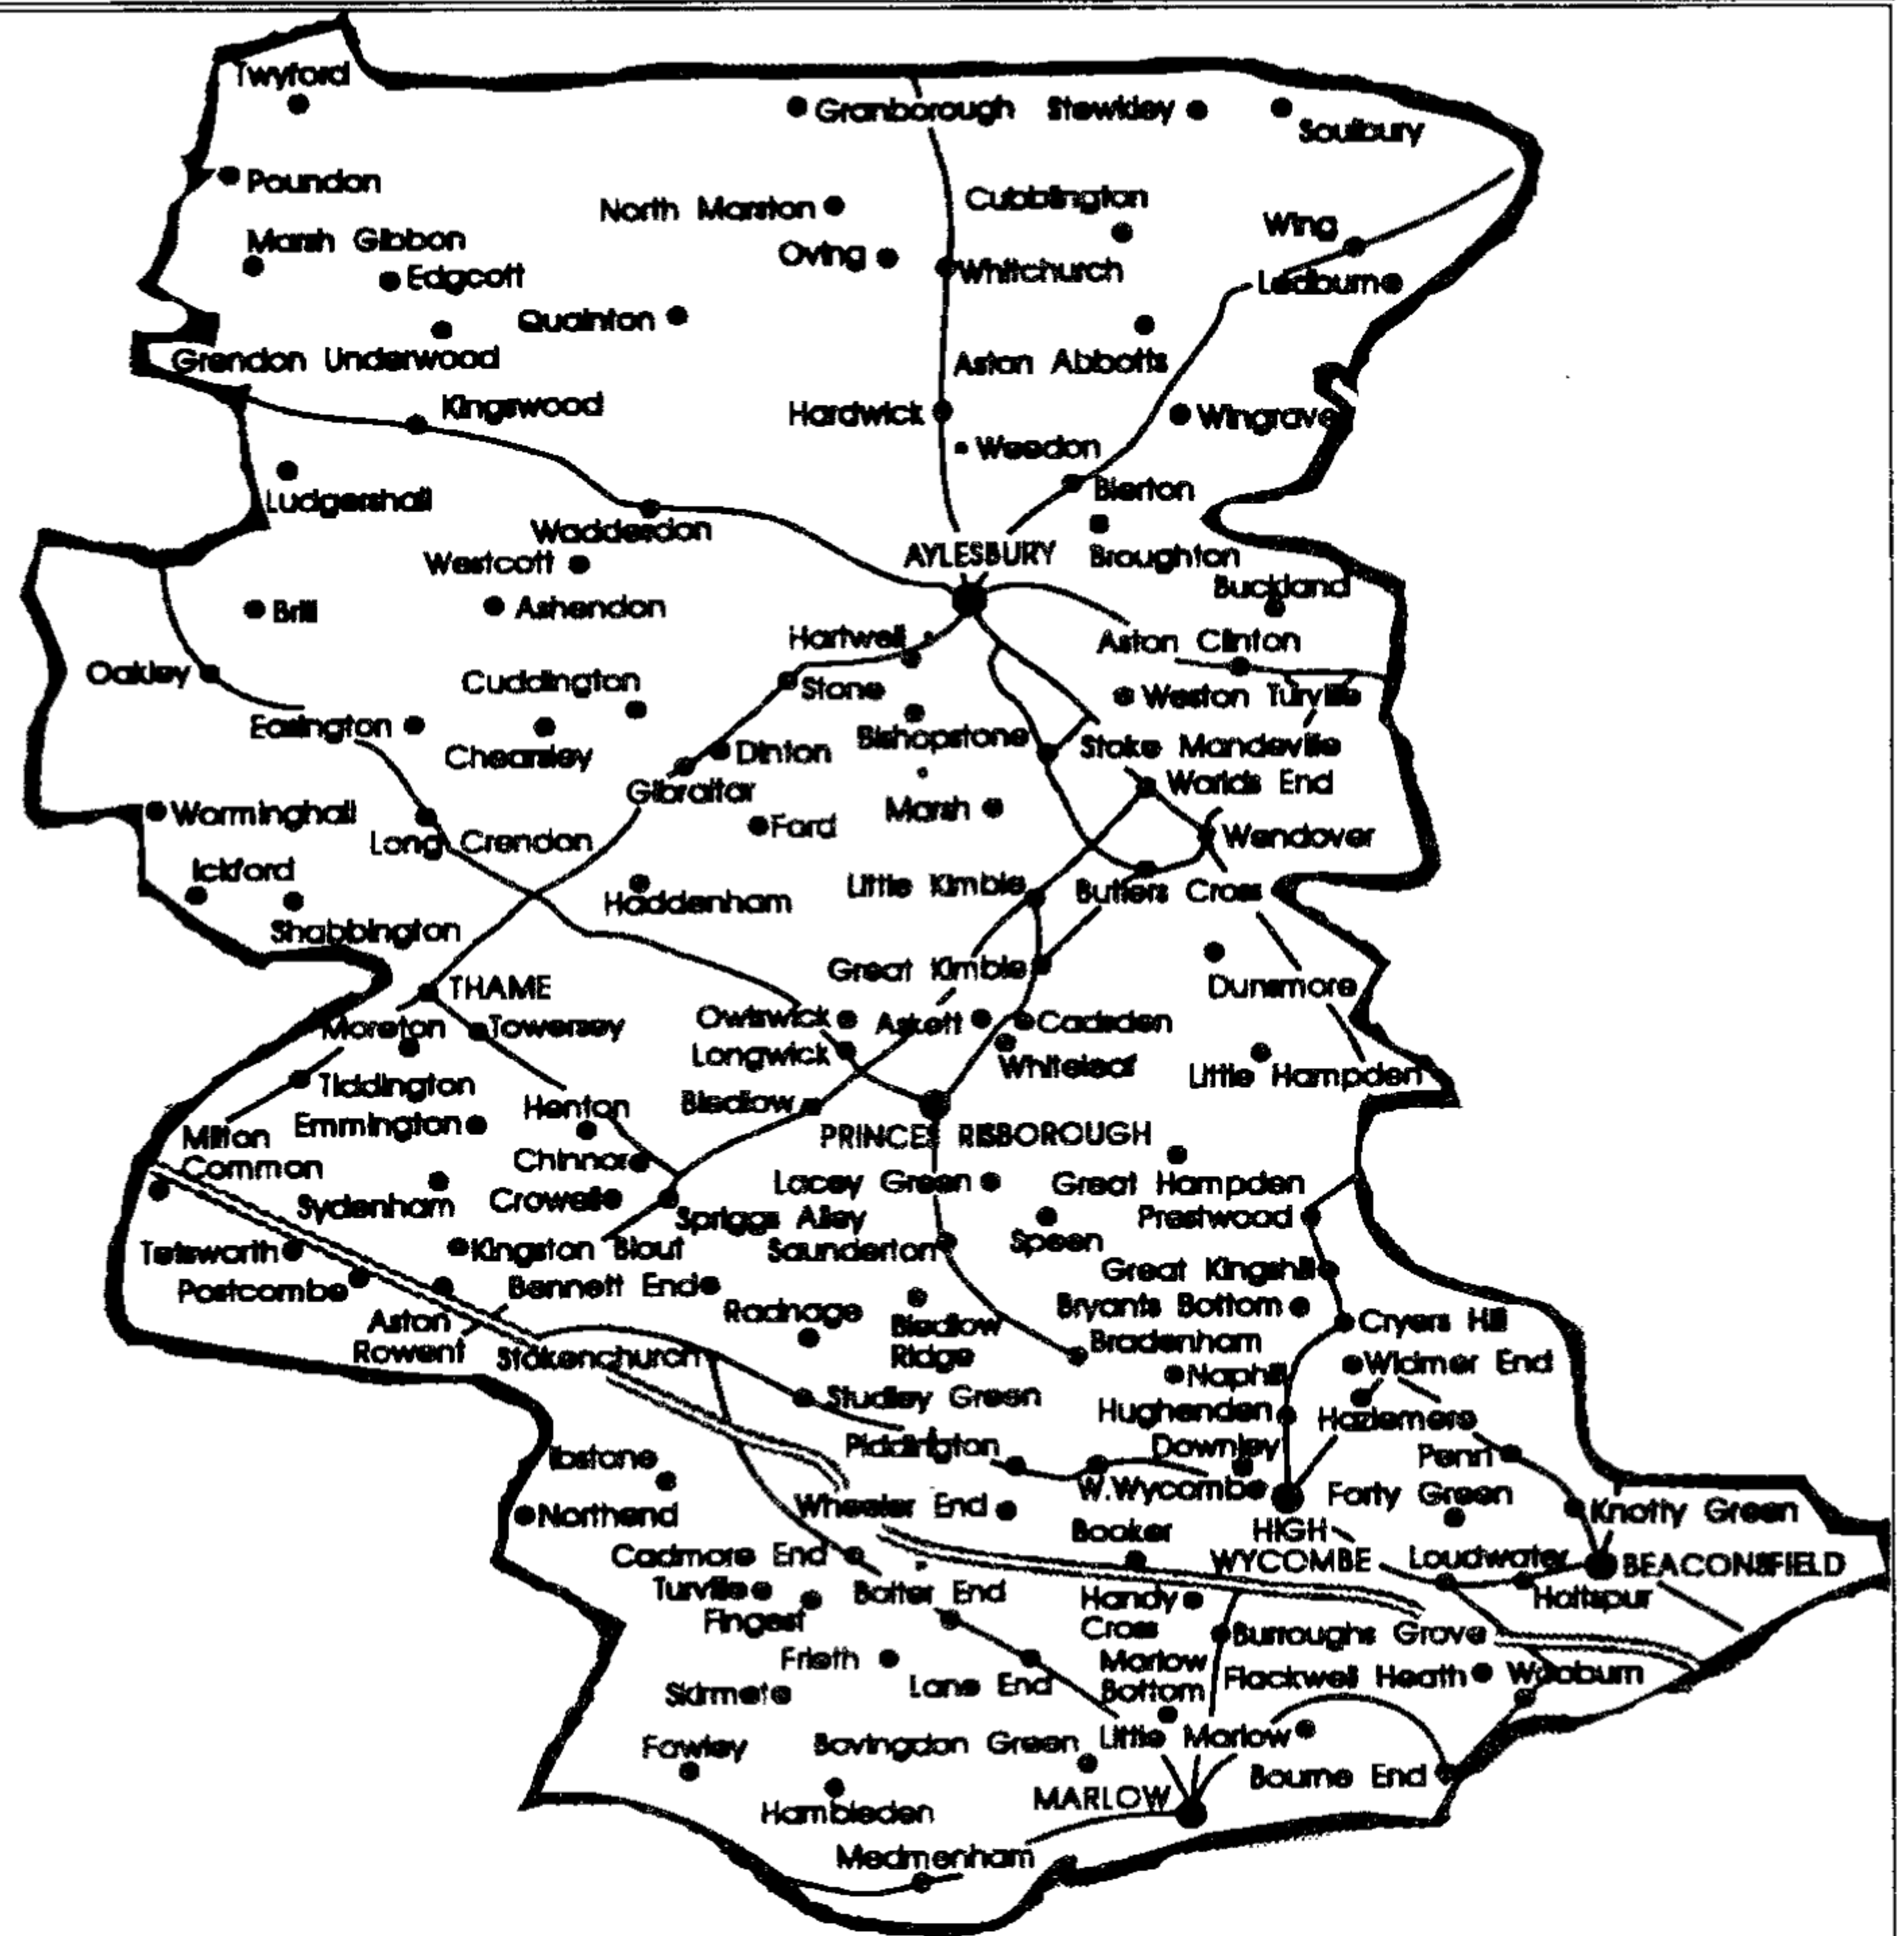 Twyford
Granborough Stewkley
Soulbury
Poundon
North Marston Cubblington
Wing
Marsh Gibbon
Oving
Edgcott
Whitchurch
Ledburne
Quainton
Grendon Underwood
Aston Abbotts
Kingswood
Hardwick
Wingrave
Weedon
Ludgershall
Bierton
Waddesdon
AYLESBURY
Broughton
Westcott
Buckland
Brill
Ashendon
Hartwell
Aston Clinton
Oakley
Cuddington
Stone
Weston Turville
Easington
Bishopstone
Stoke Mandeville
Chearsley
Dinton
Worlds End
Gibraltar
Worminghall
Marsh
Ford
Long Crendon
Wendover
Ickford
Little Kimble
Butlers Cross
Haddenham
Shabbington
Great Kimble
THAME
Dunsmore
Moreton
Towersey
Owlswick
Askett
Cadsden
Longwick
Whiteleaf
Little Hampden
Tiddington
Henton
Bledlow
Emmington
Milton
Common
PRINCES RISBOROUGH
Chinnor
Lacey Green
Great Hampden
Sydenham
Crowell
Spriggs Alley
Prestwood
Tetsworth
Kingston Blout
Saunderton
Speen
Great Kingshill
Postcombe
Bennett End
Radnage
Bryants Bottom
Aston
Rowent
Bledlow
Ridge
Cryers Hill
Bradenham
Stokenchurch
Widmer End
Naphill
Studley Green
Hughenden
Hazlemere
Piddington
Downley
Penn
Ibstone
W.Wycombe
Forty Green
Wheeler End
Northend
Knotty Green
Booker
HIGH
WYCOMBE
Cadmore End
Loudwater
BEACONSFIELD
Turville
Bolter End
Handy
Cross
Holtspur
Fingest
Burroughs Grove
Frieth
Marlow
Bottom
Flackwell Heath
Wooburn
Lane End
Skirmete
Little Marlow
Fawley
Bovingdon Green
Bourne End
MARLOW
Hambleden
Medmenham